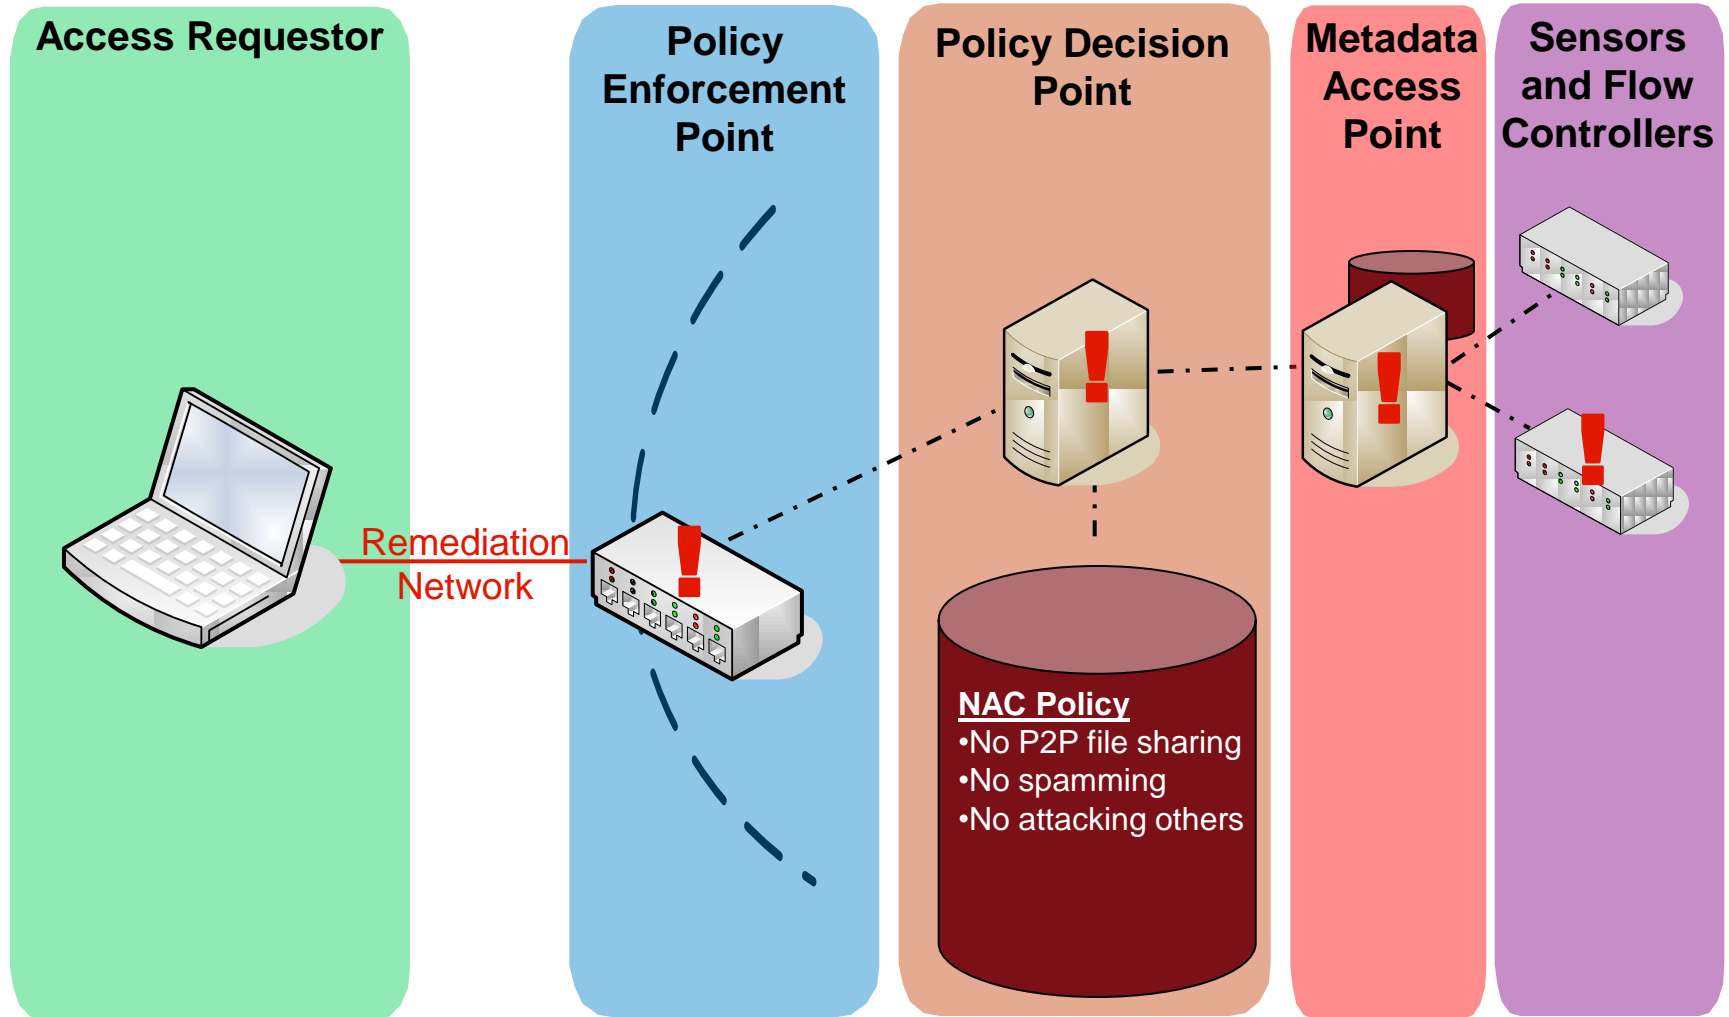 Access Requestor
Policy
Enforcement
Point
Policy Decision
Point
Metadata
Access
Point
Sensors
and Flow
Controllers
Remediation
Network
NAC Policy
•No P2P file sharing
•No spamming
•No attacking others
!
!
!
!